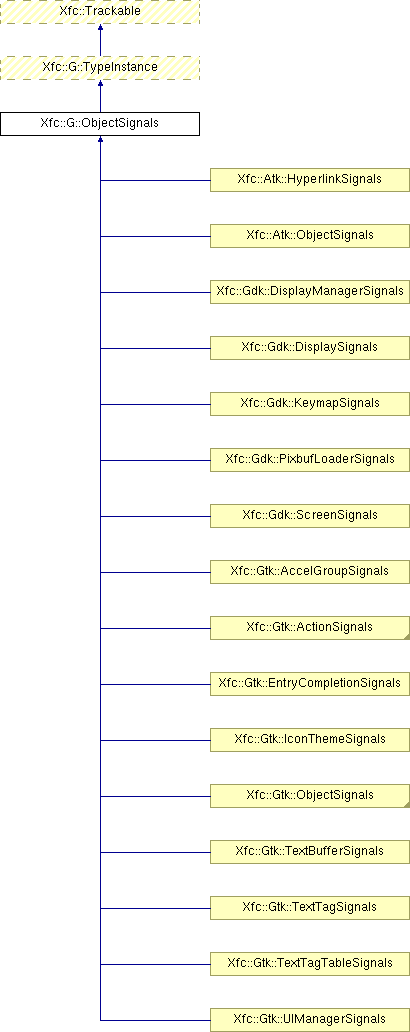 Xfc::Trackable
Xfc::G::TypeInstance
Xfc::G::ObjectSignals
Xfc::Atk::HyperlinkSignals
Xfc::Atk::ObjectSignals
Xfc::Gdk::DisplayManagerSignals
Xfc::Gdk::DisplaySignals
Xfc::Gdk::KeymapSignals
Xfc::Gdk::PixbufLoaderSignals
Xfc::Gdk::ScreenSignals
Xfc::Gtk::AccelGroupSignals
Xfc::Gtk::ActionSignals
Xfc::Gtk::EntryCompletionSignals
Xfc::Gtk::IconThemeSignals
Xfc::Gtk::ObjectSignals
Xfc::Gtk::TextBufferSignals
Xfc::Gtk::TextTagSignals
Xfc::Gtk::TextTagTableSignals
Xfc::Gtk::UIManagerSignals